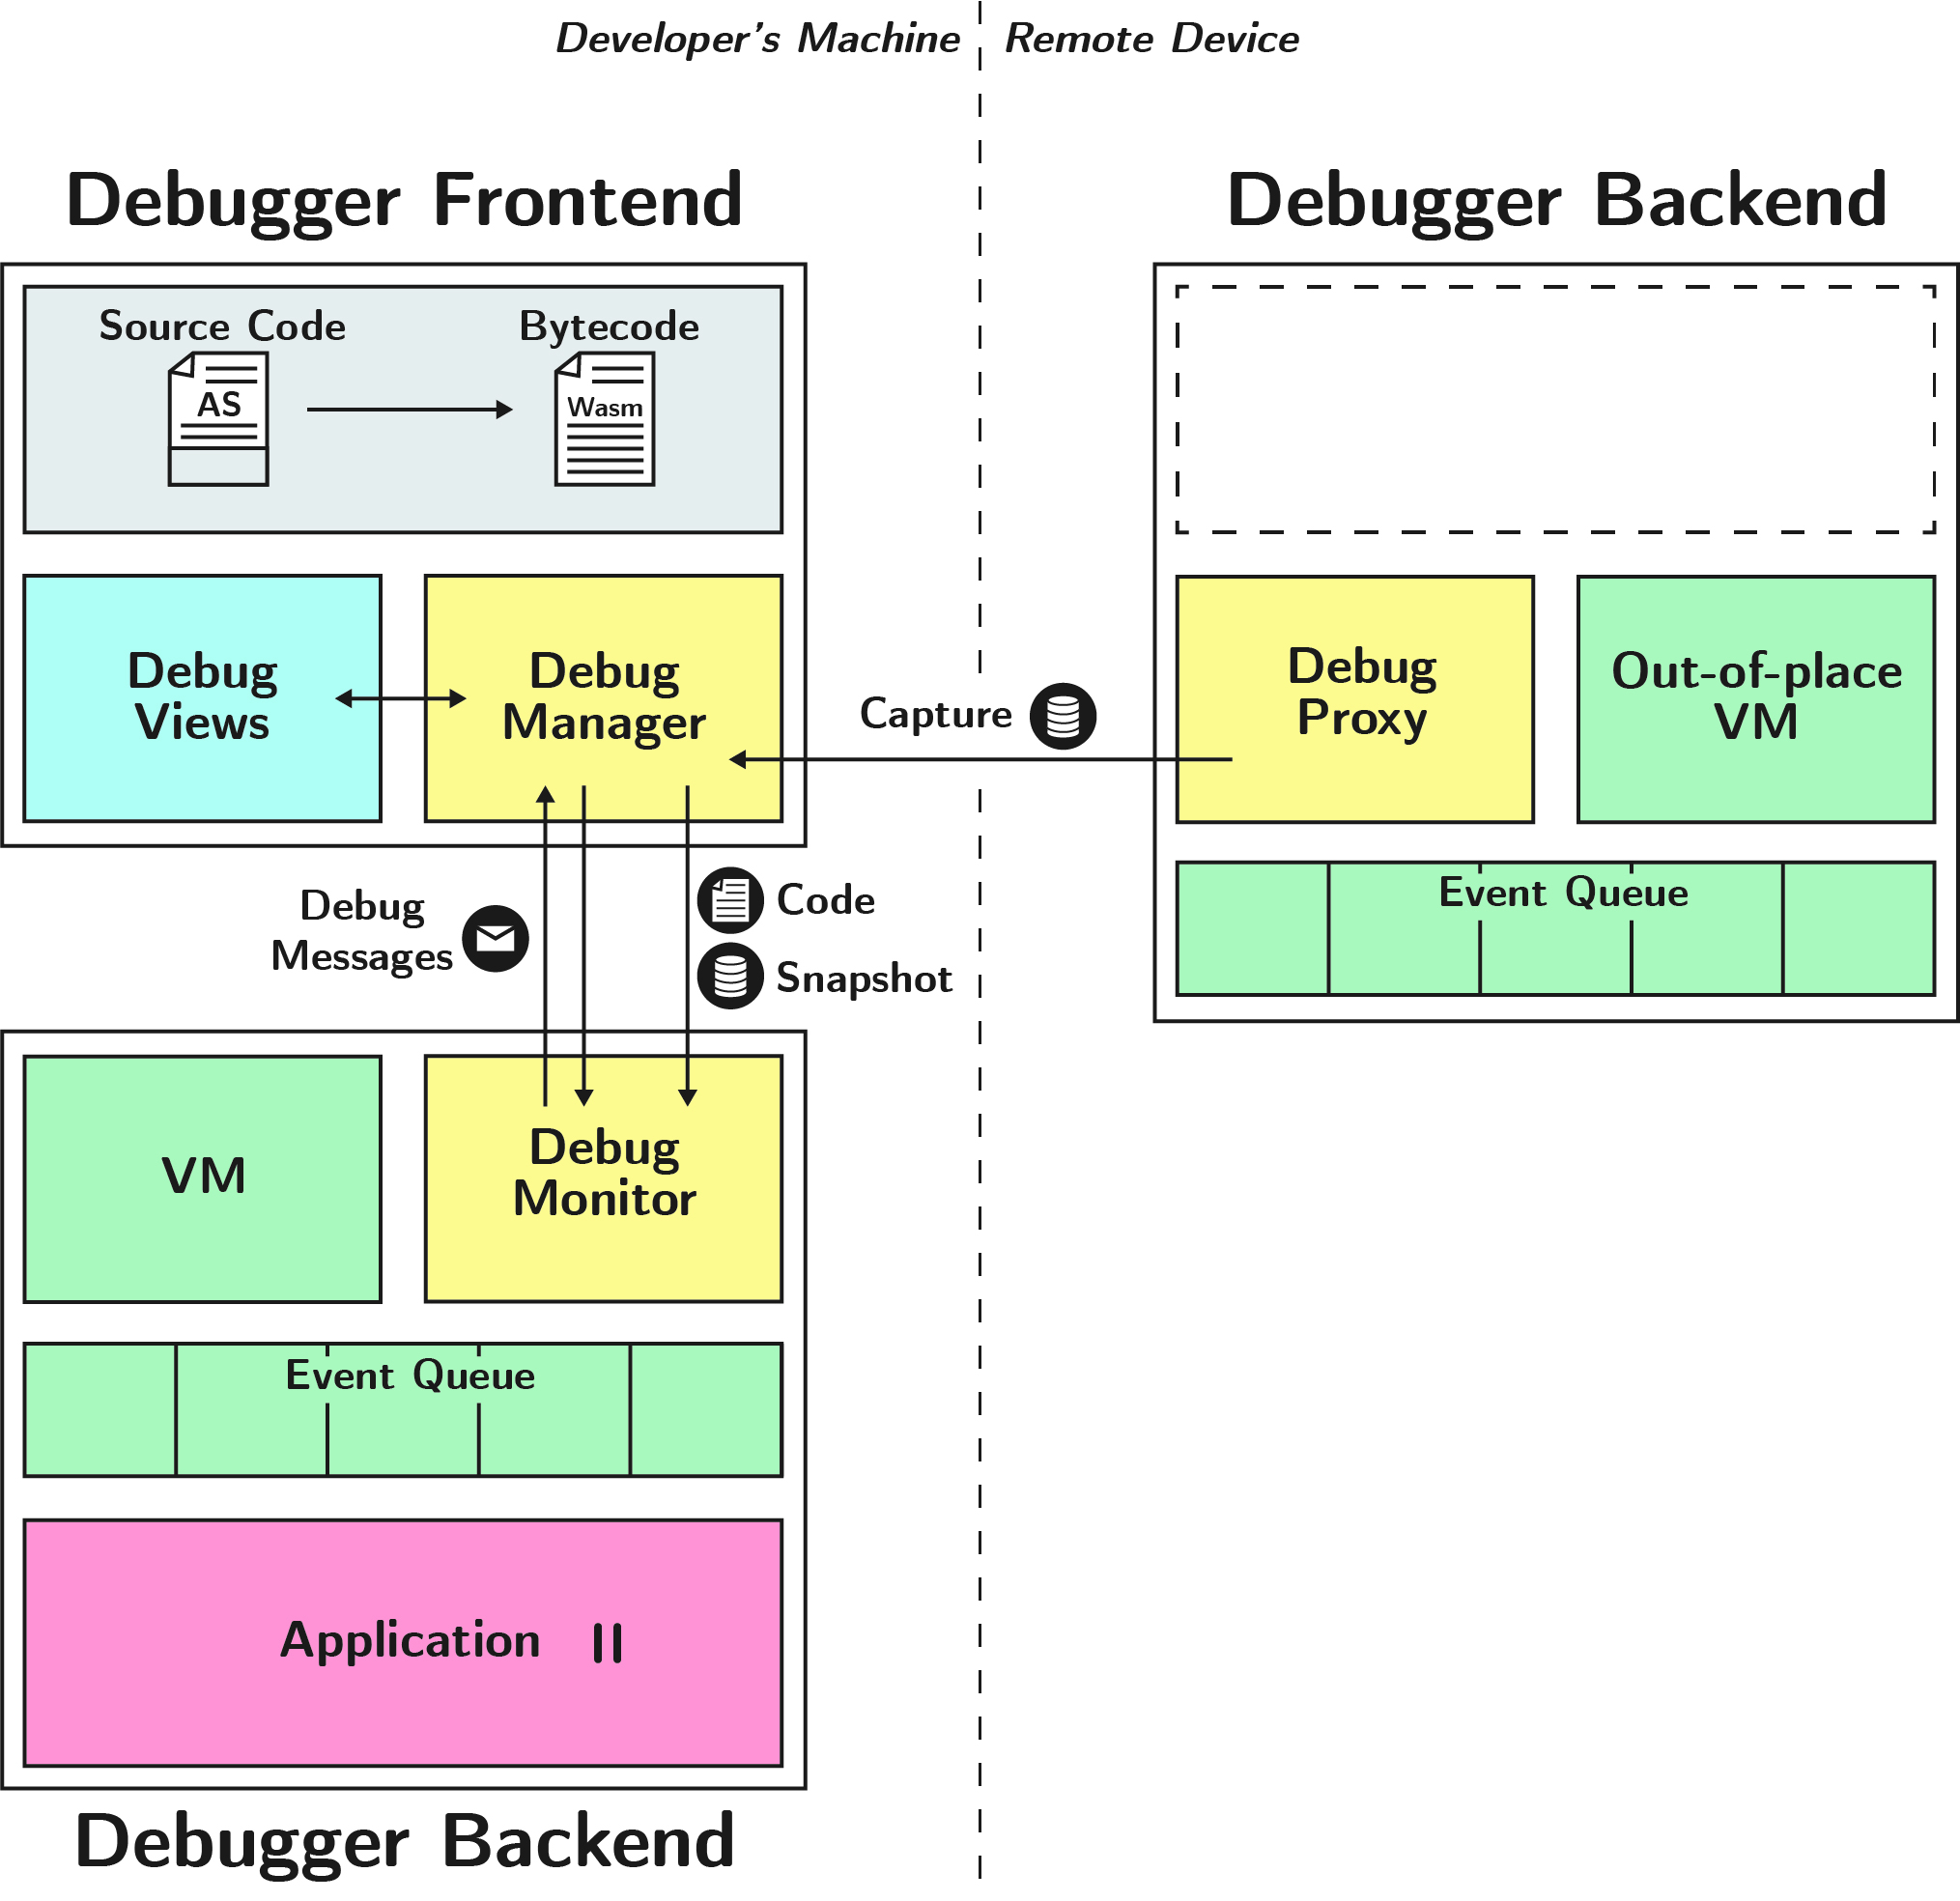 Developer's Machine
Remote Device
Debugger Frontend
Debugger Backend
Source Code
Bytecode
AS
Wasm
Debug
Views
Debug
Manager
Capture
Debug
Proxy
Out-of-place
VM
Event Queue
Debug
Messages
Code
Snapshot
VM
Debug
Monitor
Event Queue
Application
Debugger Backend